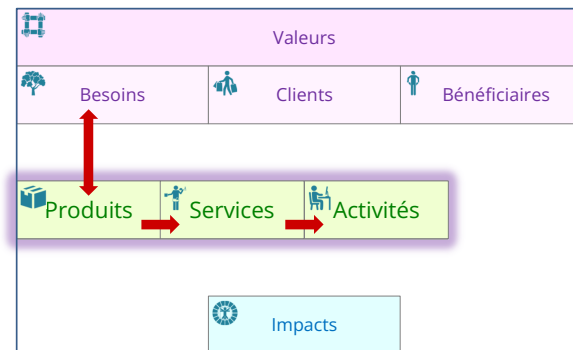 Valeurs
Besoins
Clients
Bénéficiaires
Produits
Services
Activités
Impacts